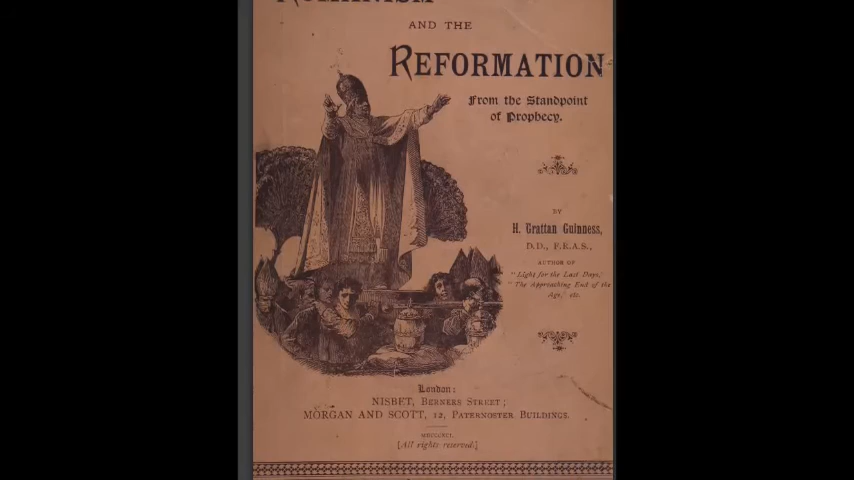 ROMANISM
AND THE
REFORMATION
From the Standpoint
of Prophecy.
BY
H. Grattan Guinness,
D.D., F.R.A.S.,
AUTHOR OF
"Light for the Last Days,"
"The Approaching End of the
Age," etc.
London:
NISBET, BERNERS STREET;
MORGAN AND SCOTT, 12, PATERNOSTER BUILDINGS.
MDCCCXCI.
[All rights reserved.]